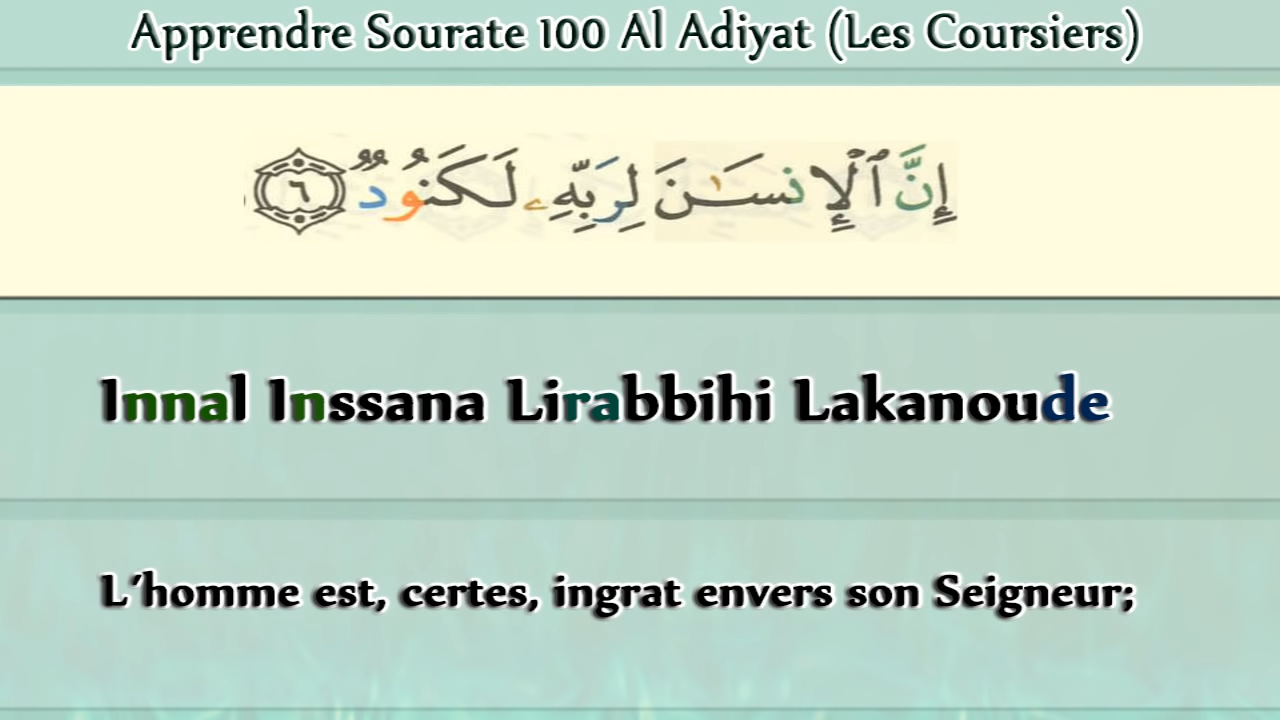 Apprendre Sourate 100 Al Adiyat (Les Coursiers)
إِنَّ ٱلْإِنسَـٰنَ لِرَبِّهِۦ لَكَنُودٌ ٦
Innal Inssana Lirabbihi Lakanoude
L'homme est, certes, ingrat envers son Seigneur;